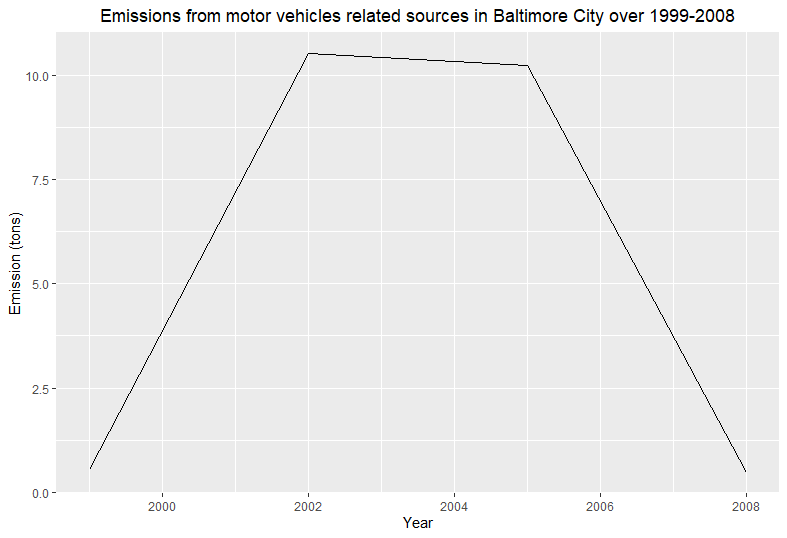 Emissions from motor vehicles related sources in Baltimore City over 1999-2008
10.0
7.5
5.0
2.5
0.0
Emission (tons)
2000 2002 2004 2006 2008
Year